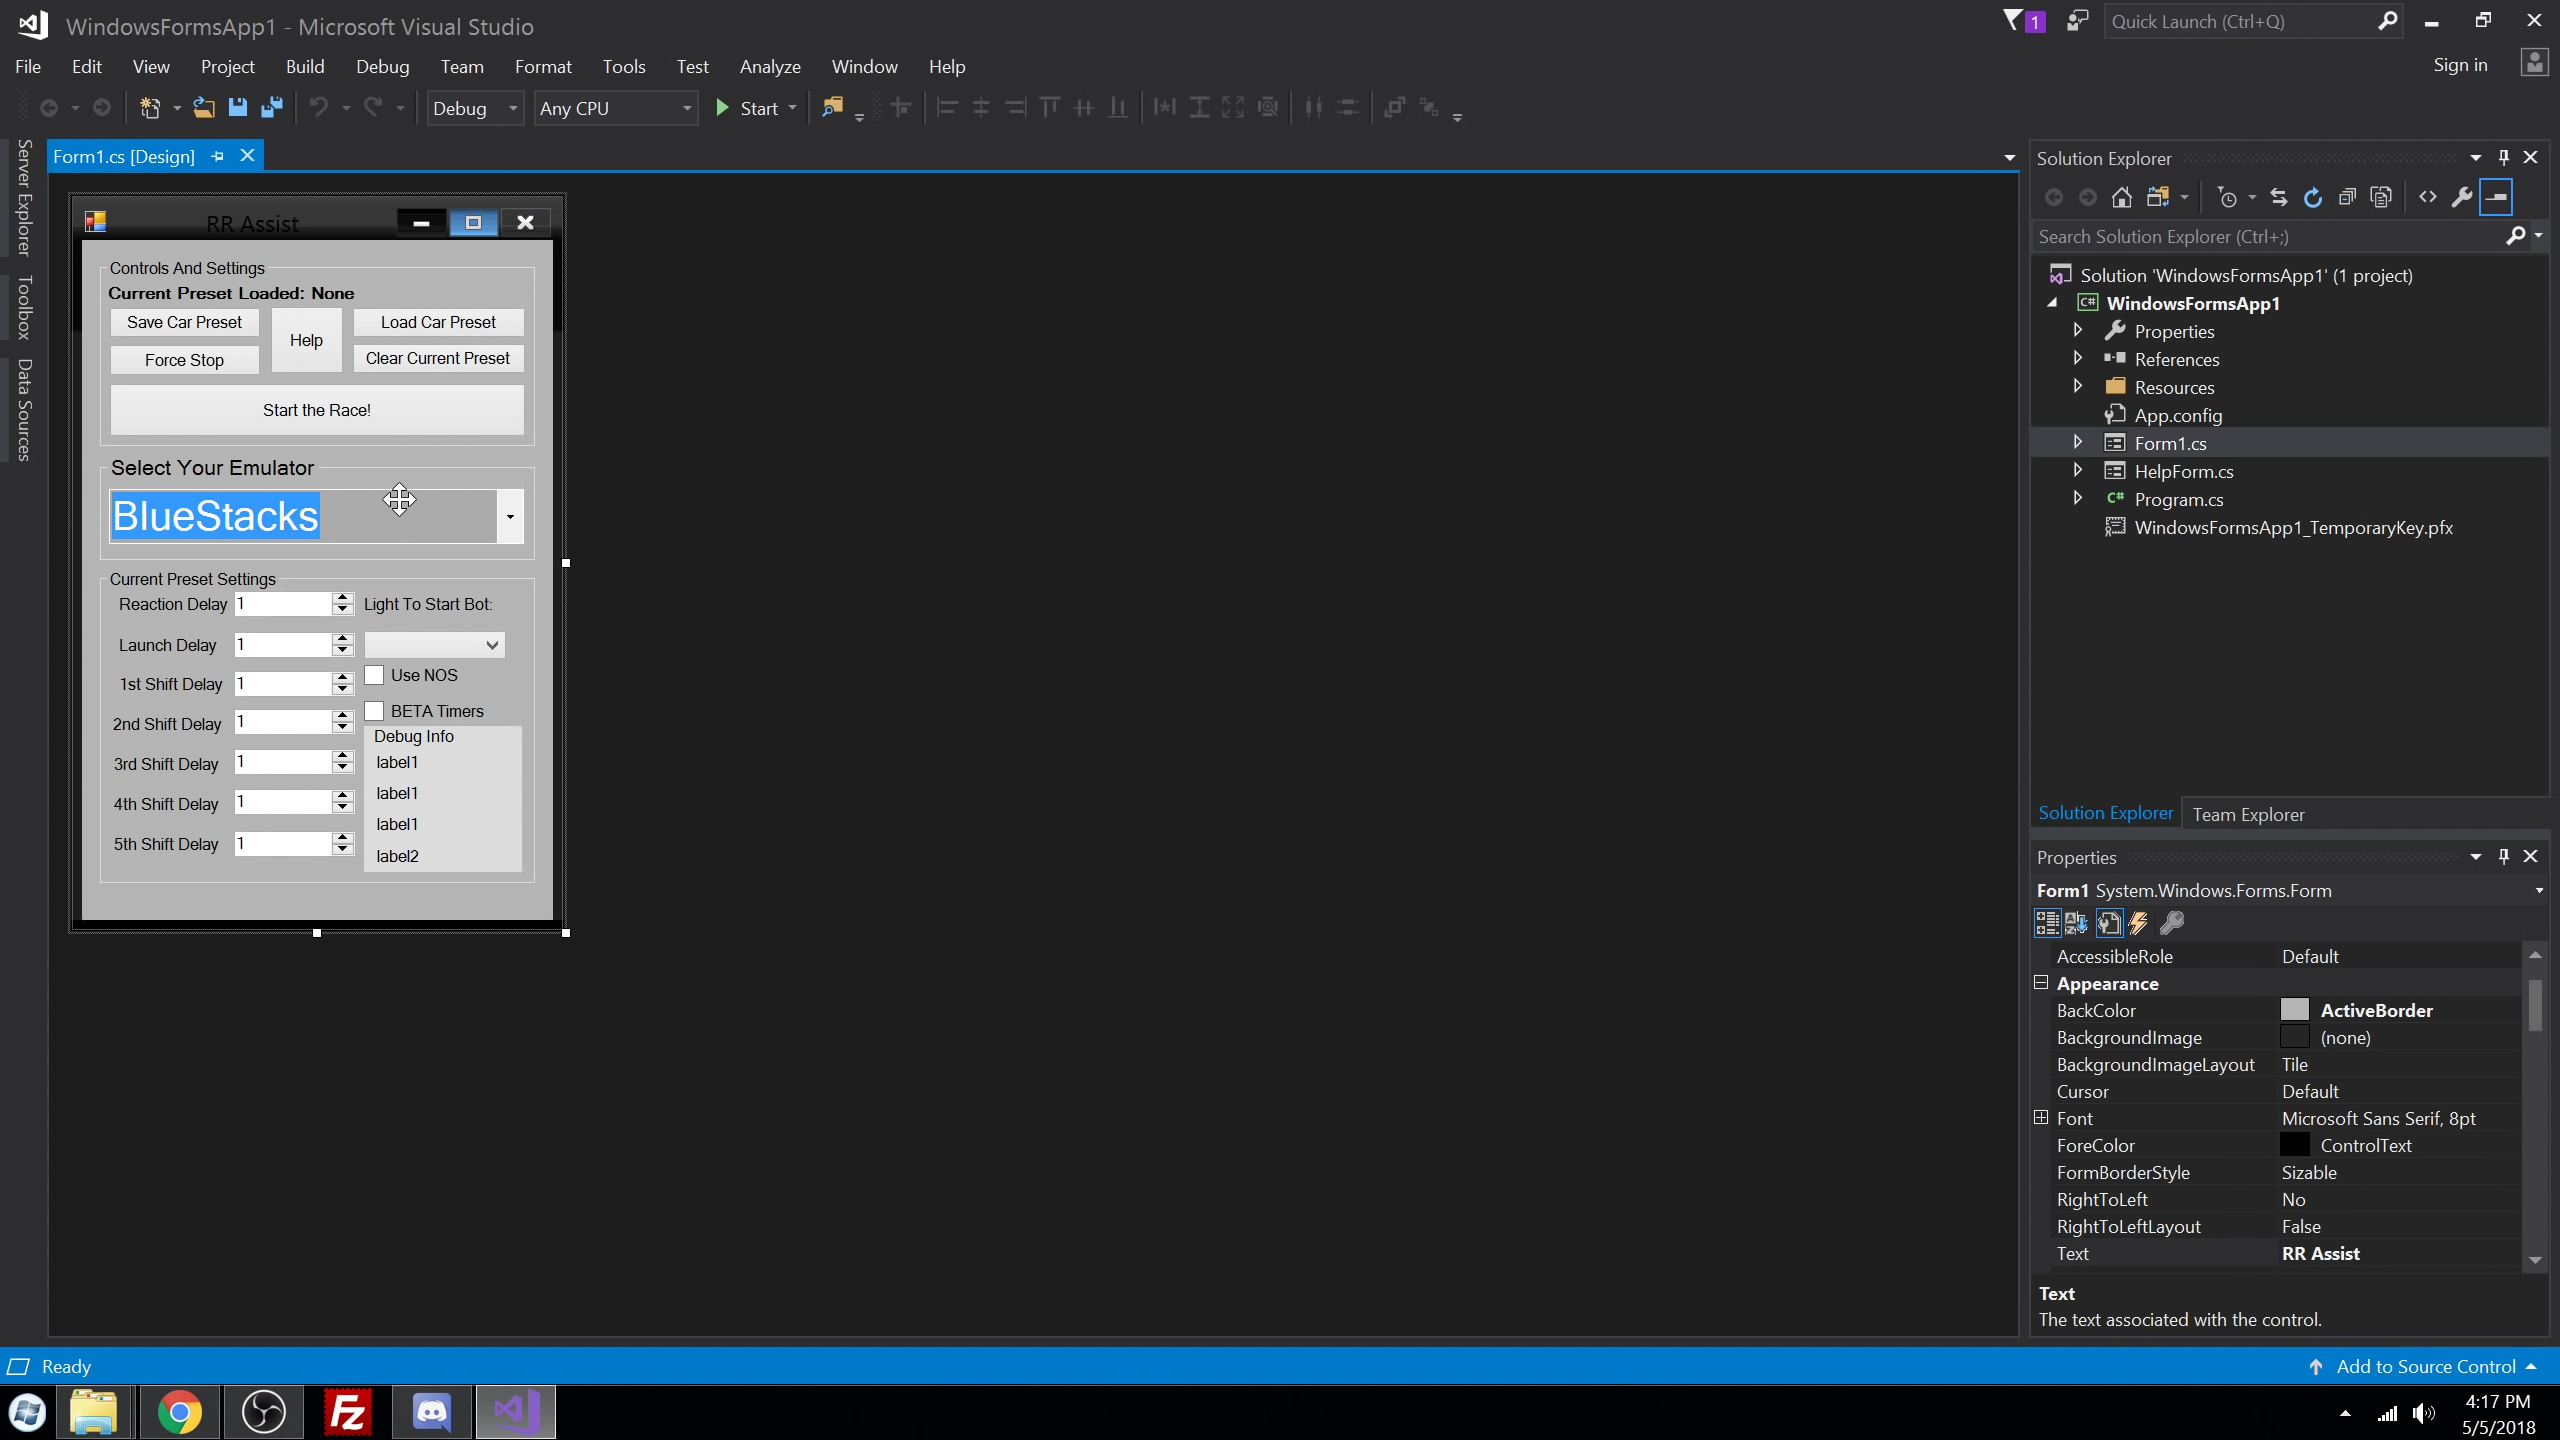 WindowsFormsApp1 - Microsoft Visual Studio
1
Quick Launch (Ctrl+Q)
File Edit View Project Build Debug Team Format Tools Test Analyze Window Help
Sign in
Debug Any CPU Start
Server Explorer
Toolbox
Data Sources
Form1.cs [Design]
RR Assist
Controls And Settings
Current Preset Loaded: None
Save Car Preset Help Load Car Preset
Force Stop Clear Current Preset
Start the Race!
Select Your Emulator
BlueStacks
Current Preset Settings
Reaction Delay 1 Light To Start Bot:
Launch Delay 1
Use NOS
1st Shift Delay 1
BETA Timers
2nd Shift Delay 1
Debug Info
3rd Shift Delay 1 label1
label1
4th Shift Delay 1
label1
5th Shift Delay 1
label2
Solution Explorer
Search Solution Explorer (Ctrl+;)
Solution 'WindowsFormsApp1' (1 project)
C# WindowsFormsApp1
Properties
References
Resources
App.config
Form1.cs
HelpForm.cs
C# Program.cs
WindowsFormsApp1_TemporaryKey.pfx
Solution Explorer Team Explorer
Properties
Form1 System.Windows.Forms.Form
AccessibleRole Default
Appearance
BackColor ActiveBorder
BackgroundImage (none)
BackgroundImageLayout Tile
Cursor Default
Font Microsoft Sans Serif, 8pt
ForeColor ControlText
FormBorderStyle Sizable
RightToLeft No
RightToLeftLayout False
Text RR Assist
Text
The text associated with the control.
Ready
Add to Source Control
Fz
4:17 PM
5/5/2018